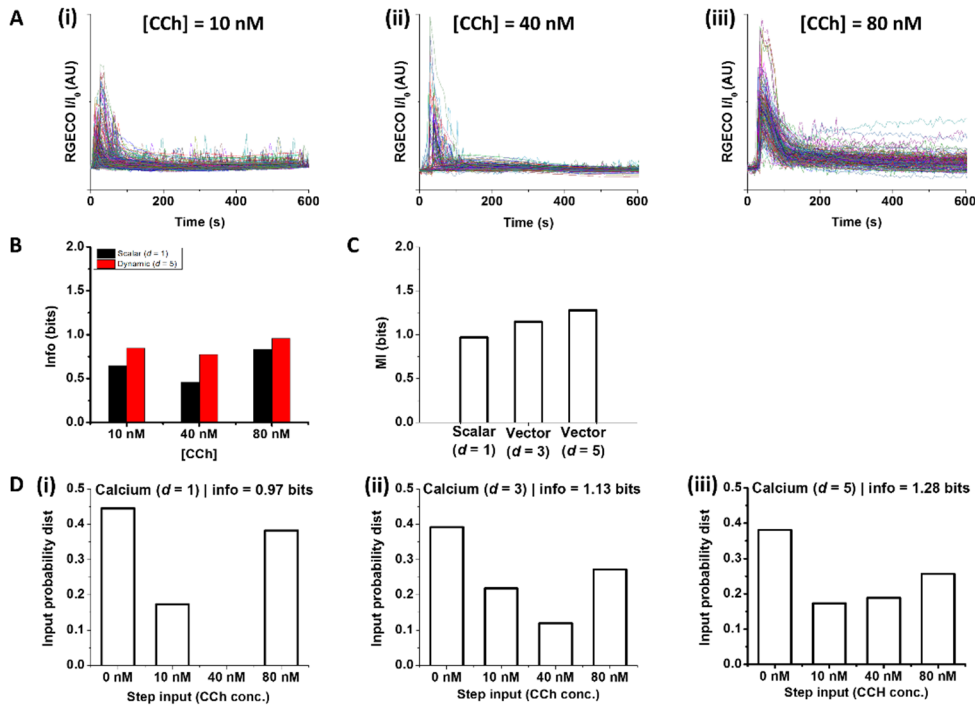 A
(i)
[CCh] = 10 nM
RGECO I/I0 (AU)
0 200 400 600
Time (s)
(ii)
[CCh] = 40 nM
RGECO I/I0 (AU)
0 200 400 600
Time (s)
(iii)
[CCh] = 80 nM
RGECO I/I0 (AU)
0 200 400 600
Time (s)
B
Scalar (d = 1)
Dynamic (d = 5)
Info (bits)
2.0
1.5
1.0
0.5
0.0
10 nM 40 nM 80 nM
[CCh]
C
MI (bits)
2.0
1.5
1.0
0.5
0.0
Scalar Vector Vector
(d = 1) (d = 3) (d = 5)
D
(i)
Calcium (d = 1) | info = 0.97 bits
Input probability dist
0.5
0.4
0.3
0.2
0.1
0.0
0 nM 10 nM 40 nM 80 nM
Step input (CCh conc.)
(ii)
Calcium (d = 3) | info = 1.13 bits
Input probability dist
0.5
0.4
0.3
0.2
0.1
0.0
0 nM 10 nM 40 nM 80 nM
Step input (CCh conc.)
(iii)
Calcium (d = 5) | info = 1.28 bits
Input probability dist
0.5
0.4
0.3
0.2
0.1
0.0
0 nM 10 nM 40 nM 80 nM
Step input (CCH conc.)